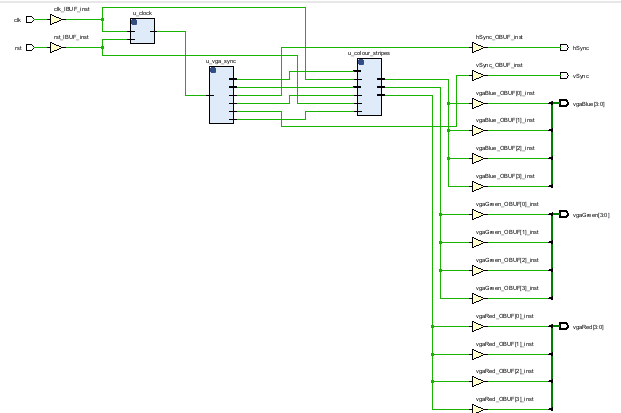 clk
clk_IBUF_inst
u_clock
rst
rst_IBUF_inst
u_vga_sync
u_colour_stripes
hSync_OBUF_inst
hSync
vSync_OBUF_inst
vSync
vgaBlue_OBUF[0]_inst
vgaBlue[3:0]
vgaBlue_OBUF[1]_inst
vgaBlue_OBUF[2]_inst
vgaBlue_OBUF[3]_inst
vgaGreen_OBUF[0]_inst
vgaGreen[3:0]
vgaGreen_OBUF[1]_inst
vgaGreen_OBUF[2]_inst
vgaGreen_OBUF[3]_inst
vgaRed_OBUF[0]_inst
vgaRed[3:0]
vgaRed_OBUF[1]_inst
vgaRed_OBUF[2]_inst
vgaRed_OBUF[3]_inst